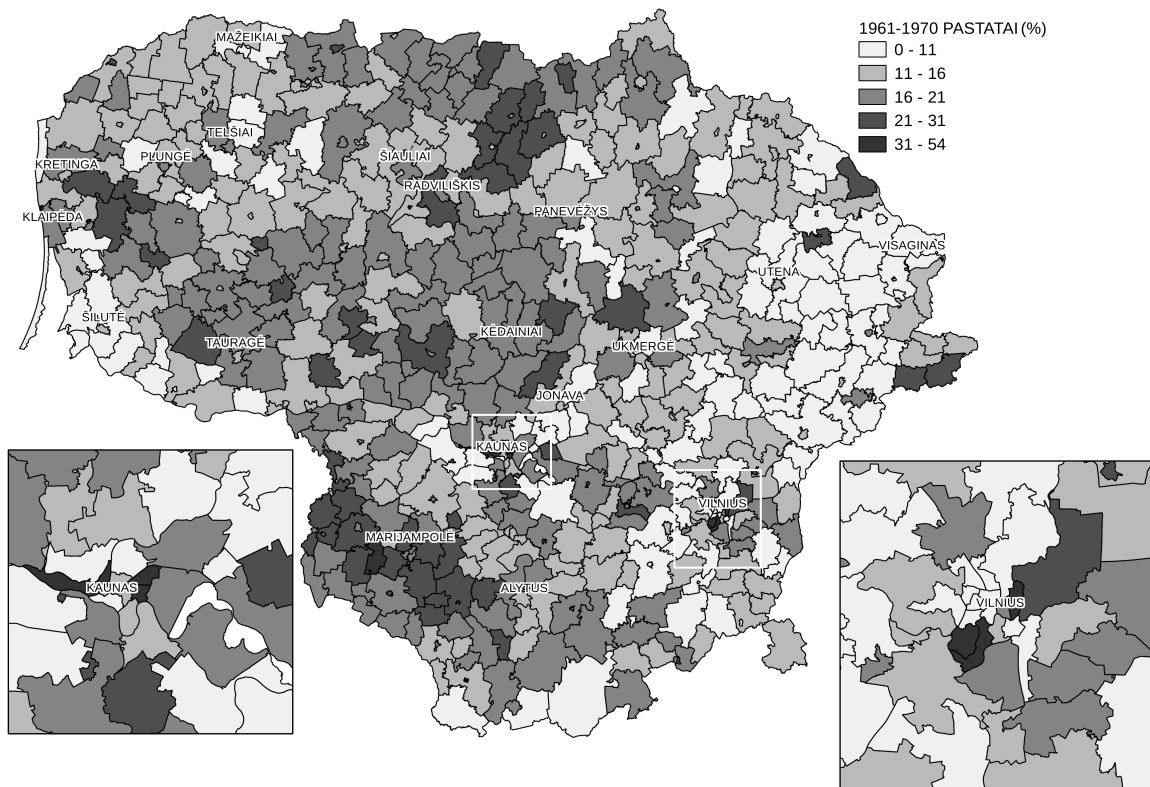 1961-1970 PASTATAI (%)
0 - 11
11 - 16
16 - 21
21 - 31
31 - 54
MAŽEIKIAI
TELŠIAI
PLUNGĖ
ŠIAULIAI
KRETINGA
RADVILIŠKIS
KLAIPĖDA
PANEVĖŽYS
VISAGINAS
UTENA
ŠILUTĖ
KĖDAINIAI
TAURAGĖ
UKMERGĖ
JONAVA
KAUNAS
VILNIUS
MARIJAMPOLĖ
ALYTUS
KAUNAS
VILNIUS